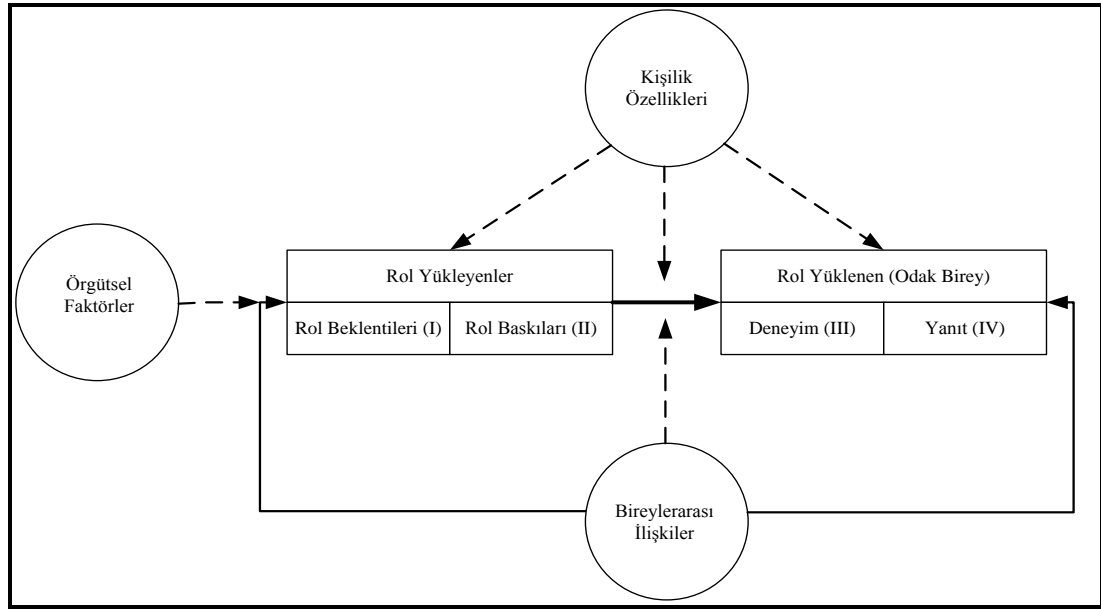 Kişilik
Özellikleri
Örgütsel
Faktörler
Rol Yükleyenler
Rol Beklentileri (I)
Rol Baskıları (II)
Rol Yüklenen (Odak Birey)
Deneyim (III)
Yanıt (IV)
Bireylerarası
İlişkiler